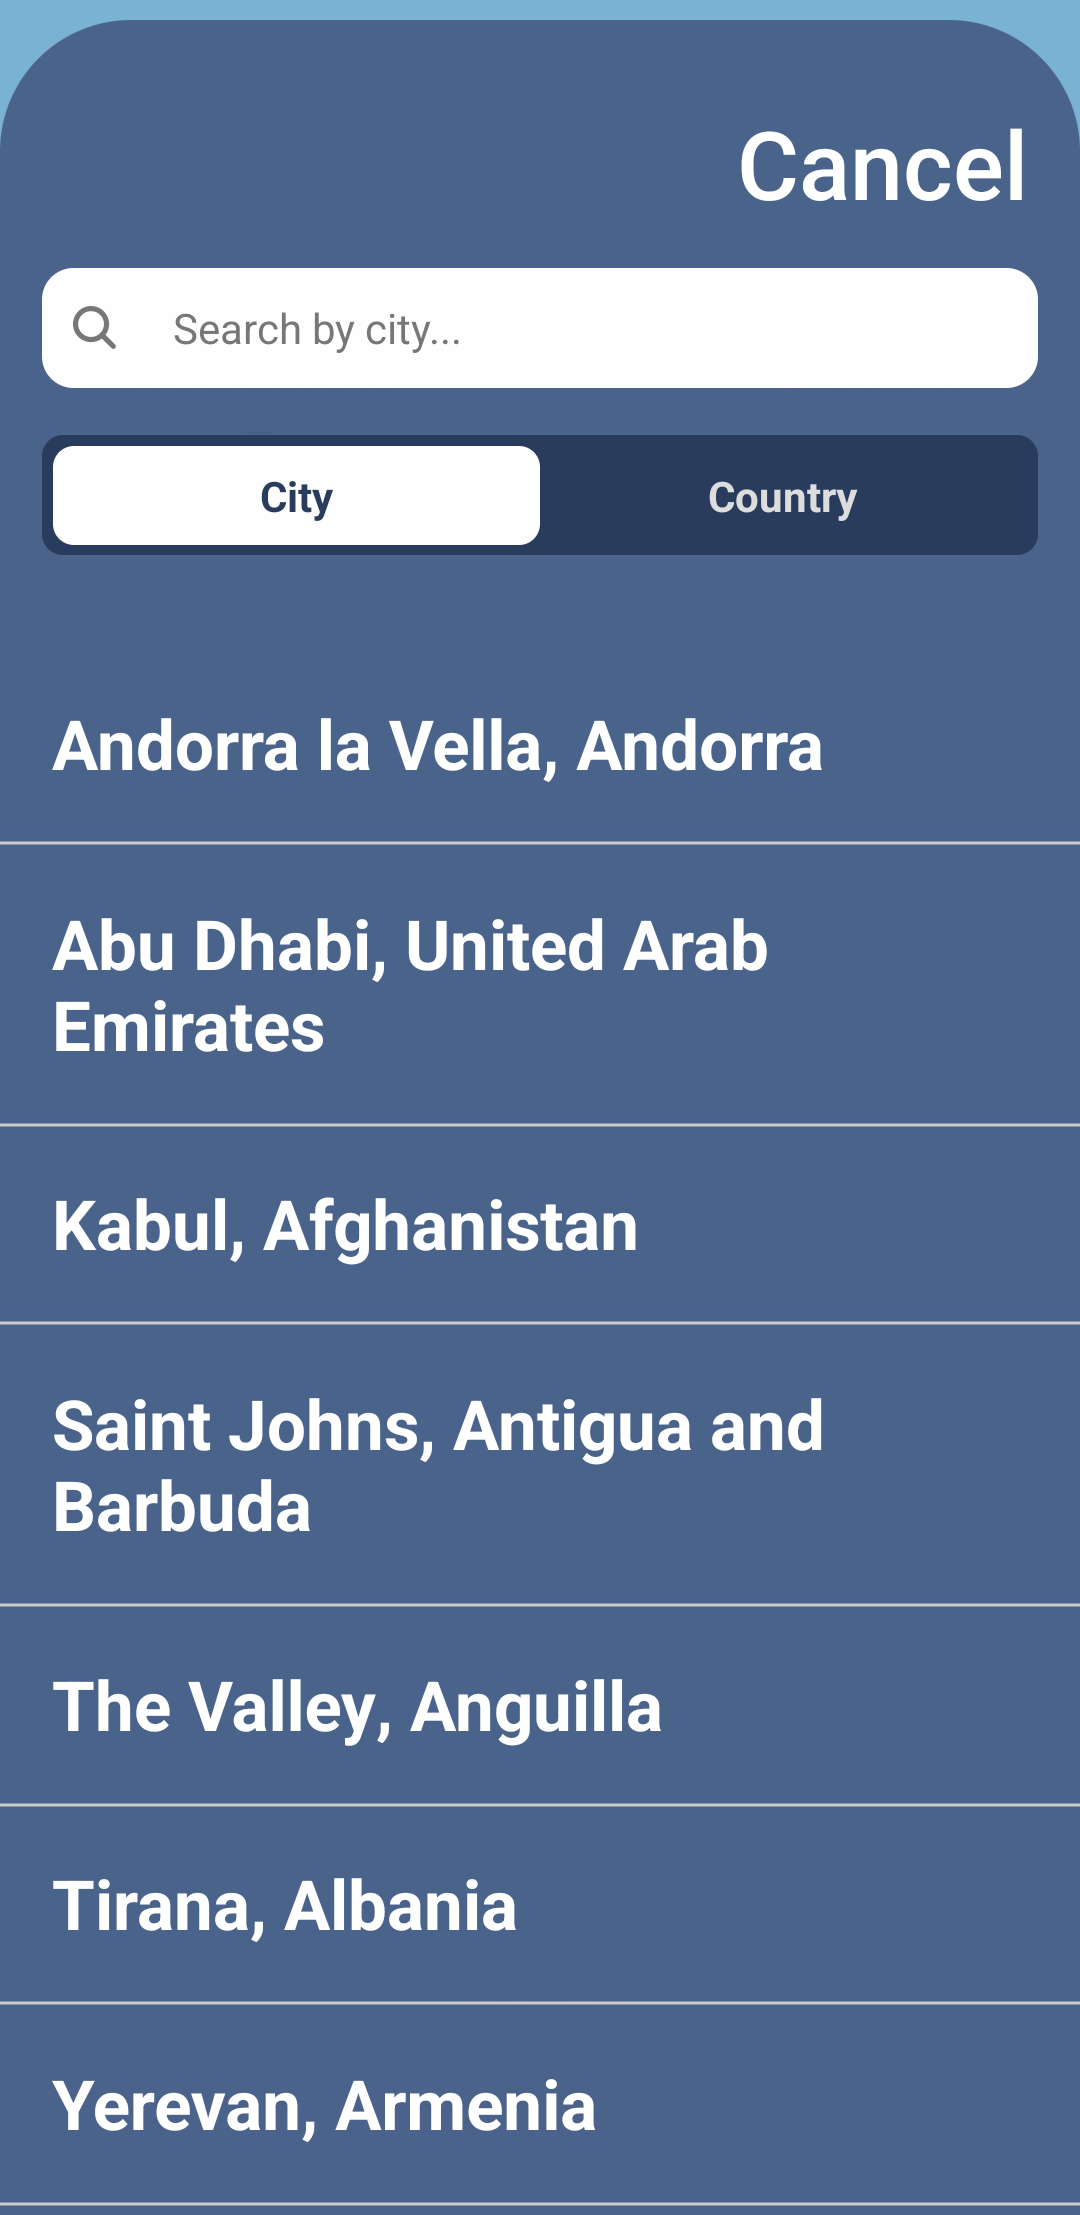 Cancel
Search by city...
City
Country
Andorra la Vella, Andorra
Abu Dhabi, United Arab
Emirates
Kabul, Afghanistan
Saint Johns, Antigua and
Barbuda
The Valley, Anguilla
Tirana, Albania
Yerevan, Armenia